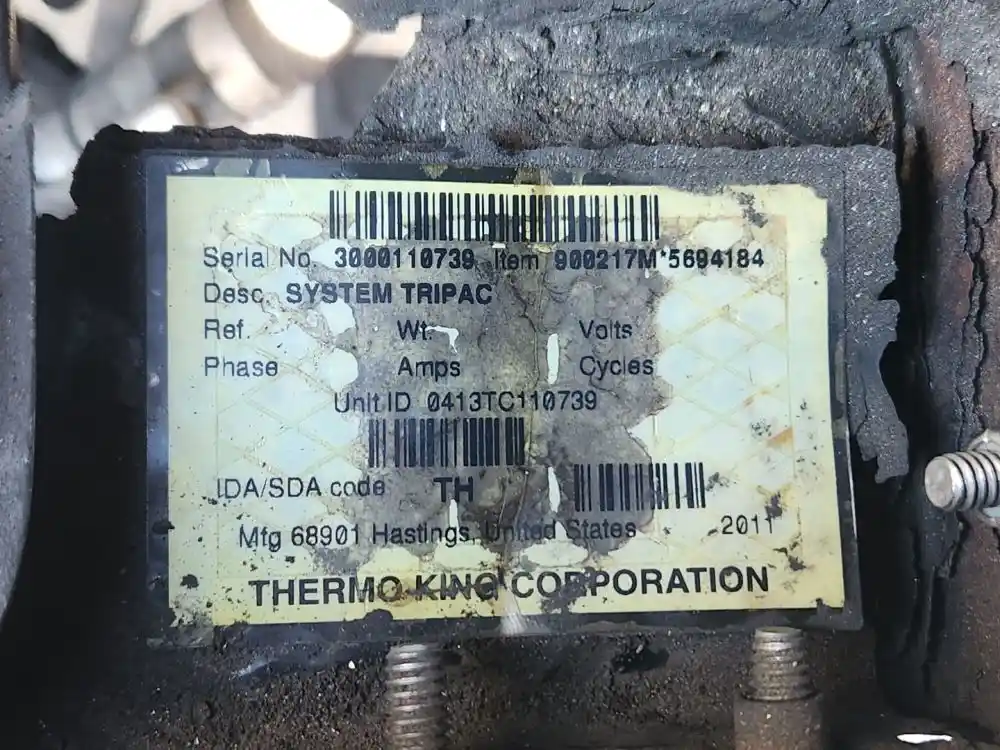 Serial No. 3000110739 Item 900217M*5694184
Desc. SYSTEM TRIPAC
Ref. Wt. Volts
Phase Amps Cycles
Unit ID 0413TC110739
IDA/SDA code TH
Mfg 68901 Hastings, United States 2011
THERMO KING CORPORATION